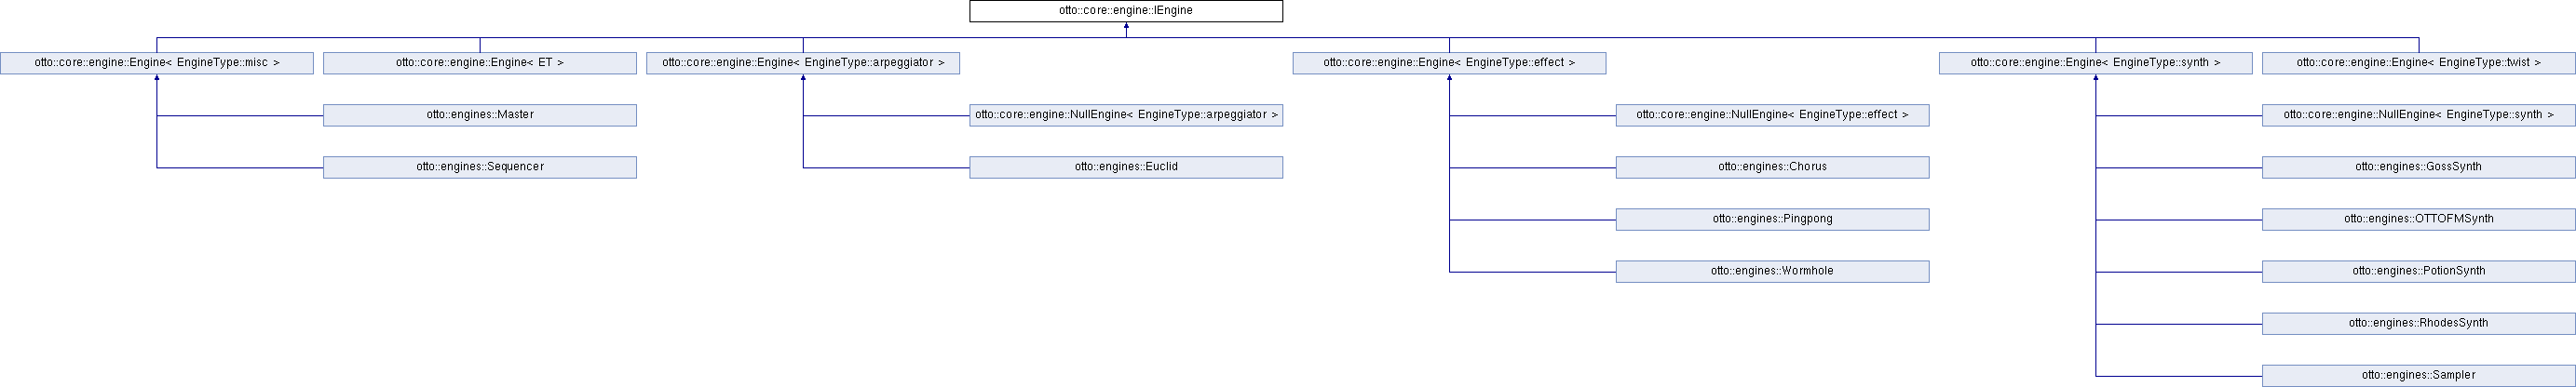 otto::core::engine::IEngine
otto::core::engine::Engine< EngineType::misc >
otto::core::engine::Engine< ET >
otto::core::engine::Engine< EngineType::arpeggiator >
otto::core::engine::Engine< EngineType::effect >
otto::core::engine::Engine< EngineType::synth >
otto::core::engine::Engine< EngineType::twist >
otto::engines::Master
otto::core::engine::NullEngine< EngineType::arpeggiator >
otto::core::engine::NullEngine< EngineType::effect >
otto::core::engine::NullEngine< EngineType::synth >
otto::engines::Sequencer
otto::engines::Euclid
otto::engines::Chorus
otto::engines::GossSynth
otto::engines::Pingpong
otto::engines::OTTOFMSynth
otto::engines::Wormhole
otto::engines::PotionSynth
otto::engines::RhodesSynth
otto::engines::Sampler